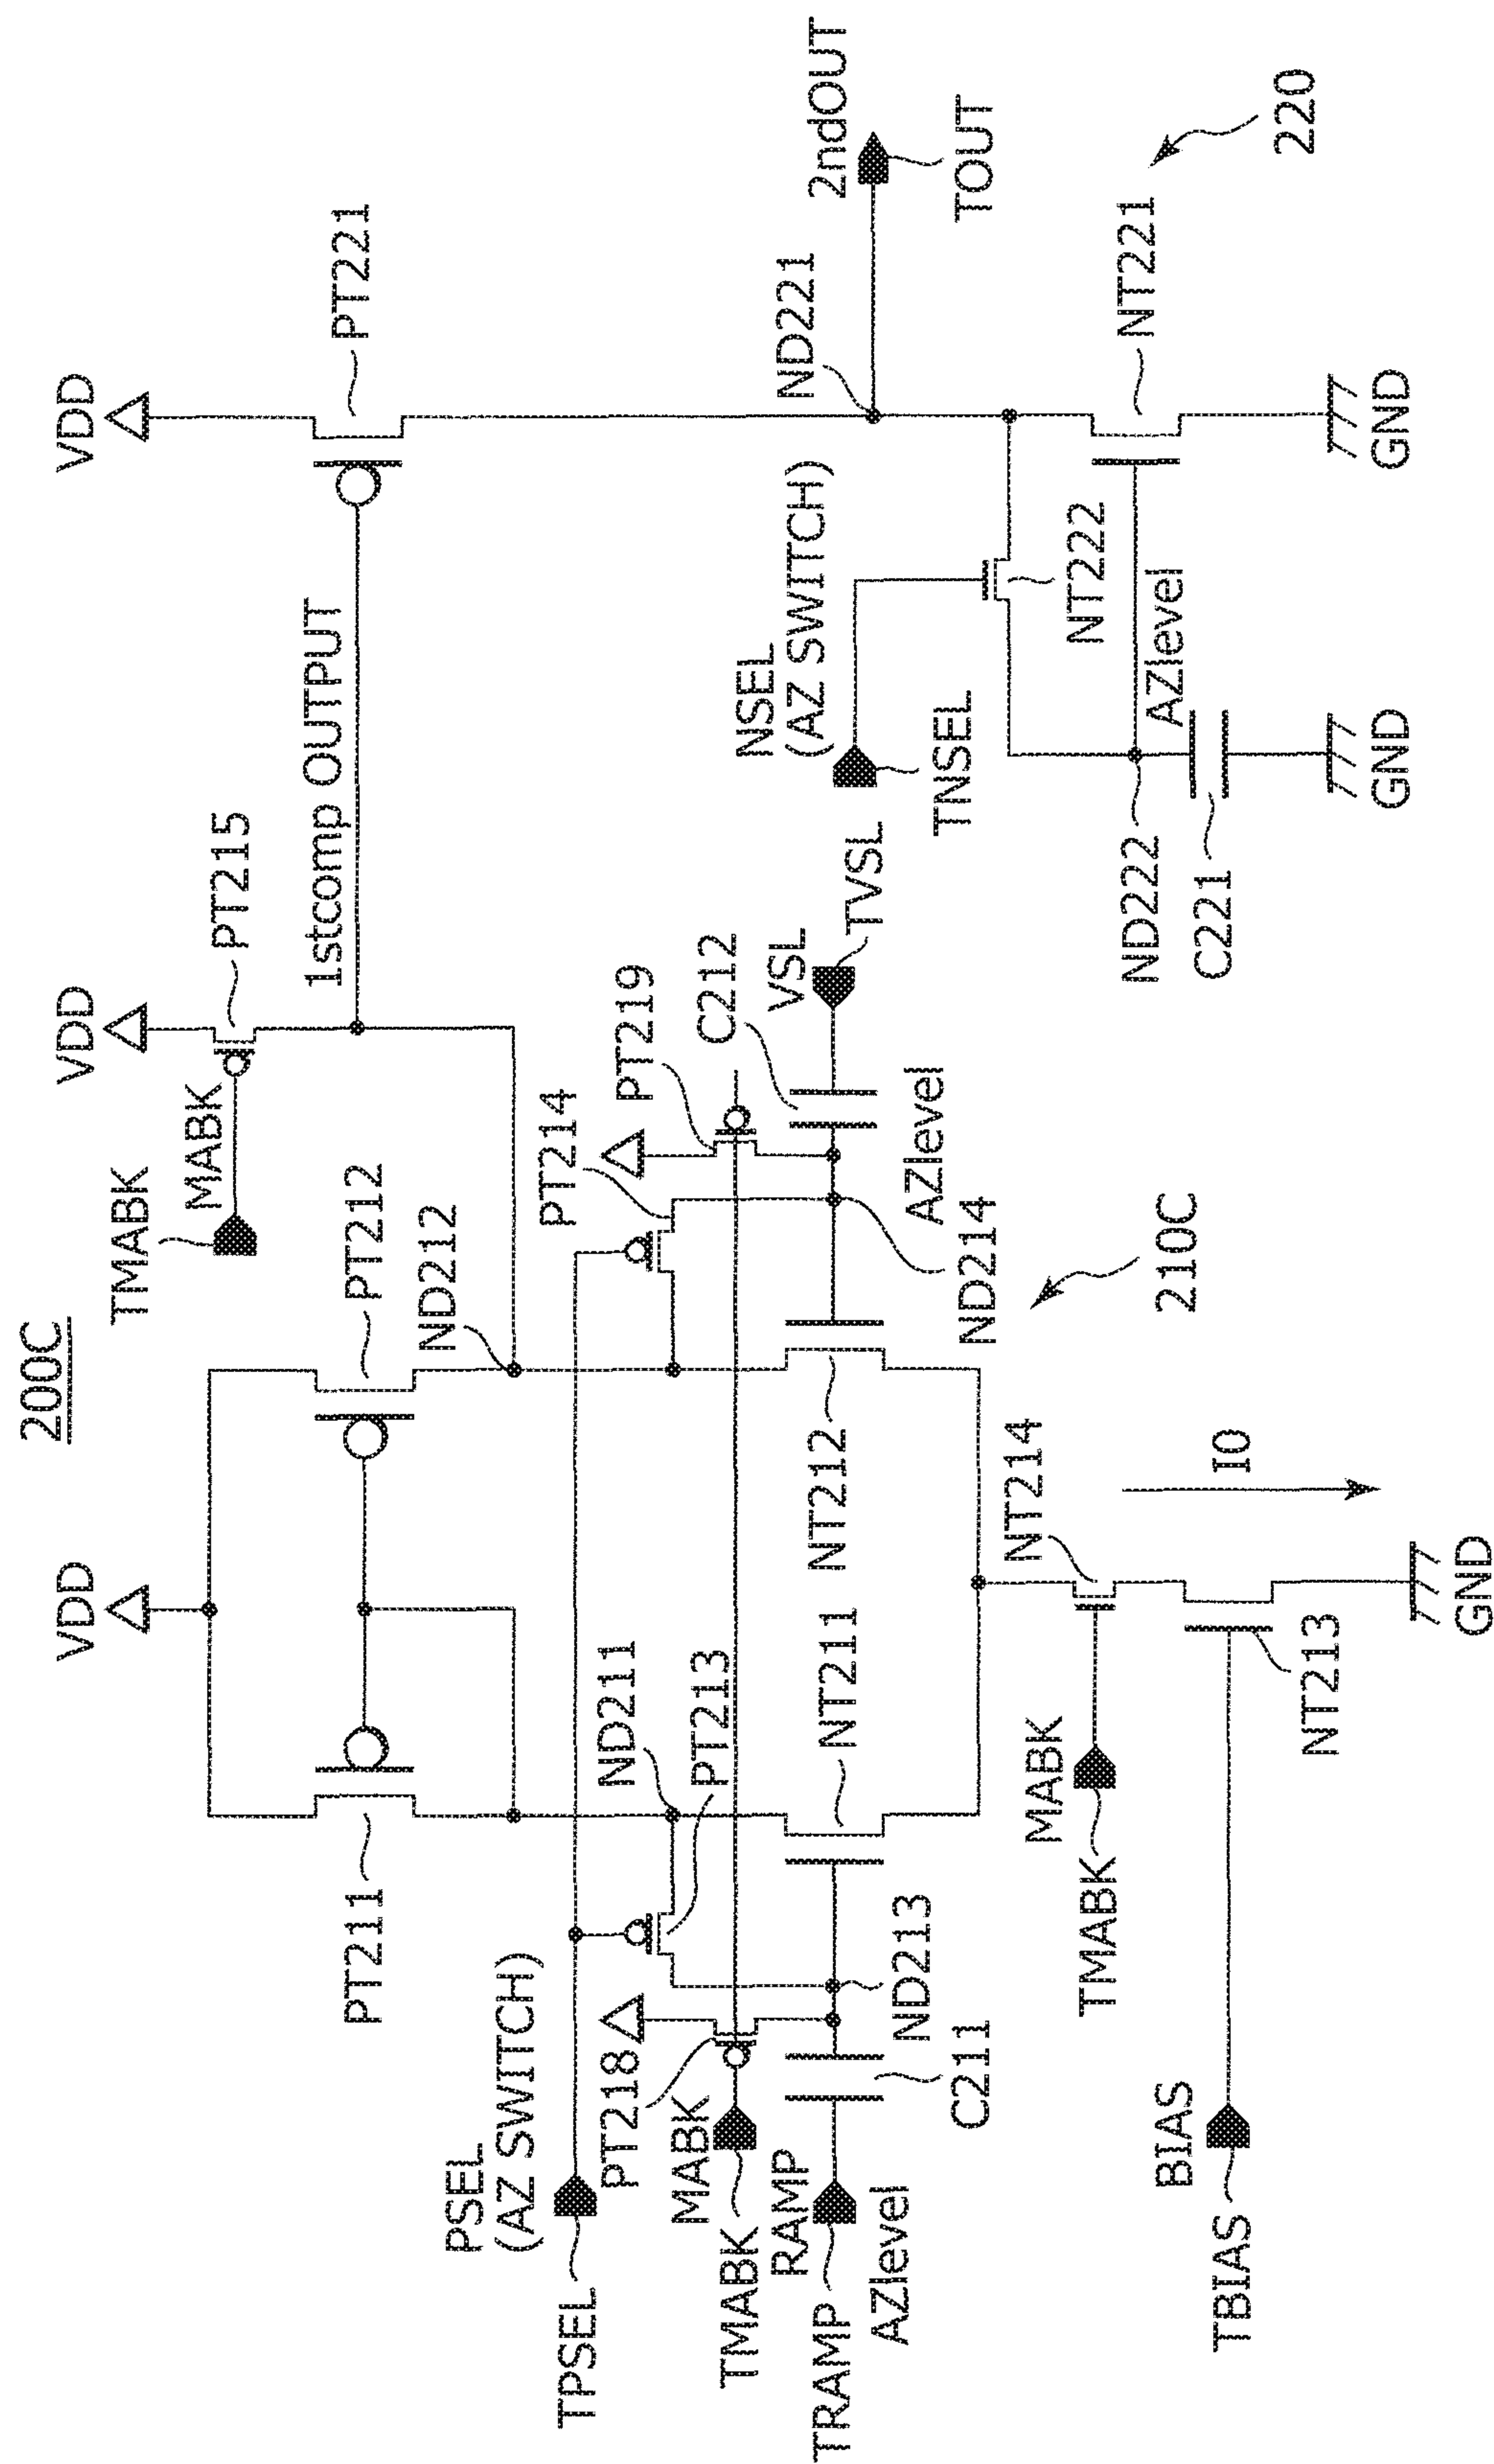 200C
VDD
VDD
VDD
TMABK
MABK
PT215
PT211
PT212
PT221
1stcomp OUTPUT
ND212
PSEL
(AZ SWITCH)
TPSEL
PT214
ND211
PT218
PT219
PT213
MABK
TMABK
C212
RAMP
TRAMP
AZlevel
VSL
TVSL
NSEL
(AZ SWITCH)
TNSEL
ND221
2ndOUT
TOUT
NT211
NT212
ND213
C211
AZlevel
ND214
NT222
MABK
TMABK
NT214
ND222
AZlevel
NT221
BIAS
TBIAS
210C
C221
I0
220
NT213
GND
GND
GND